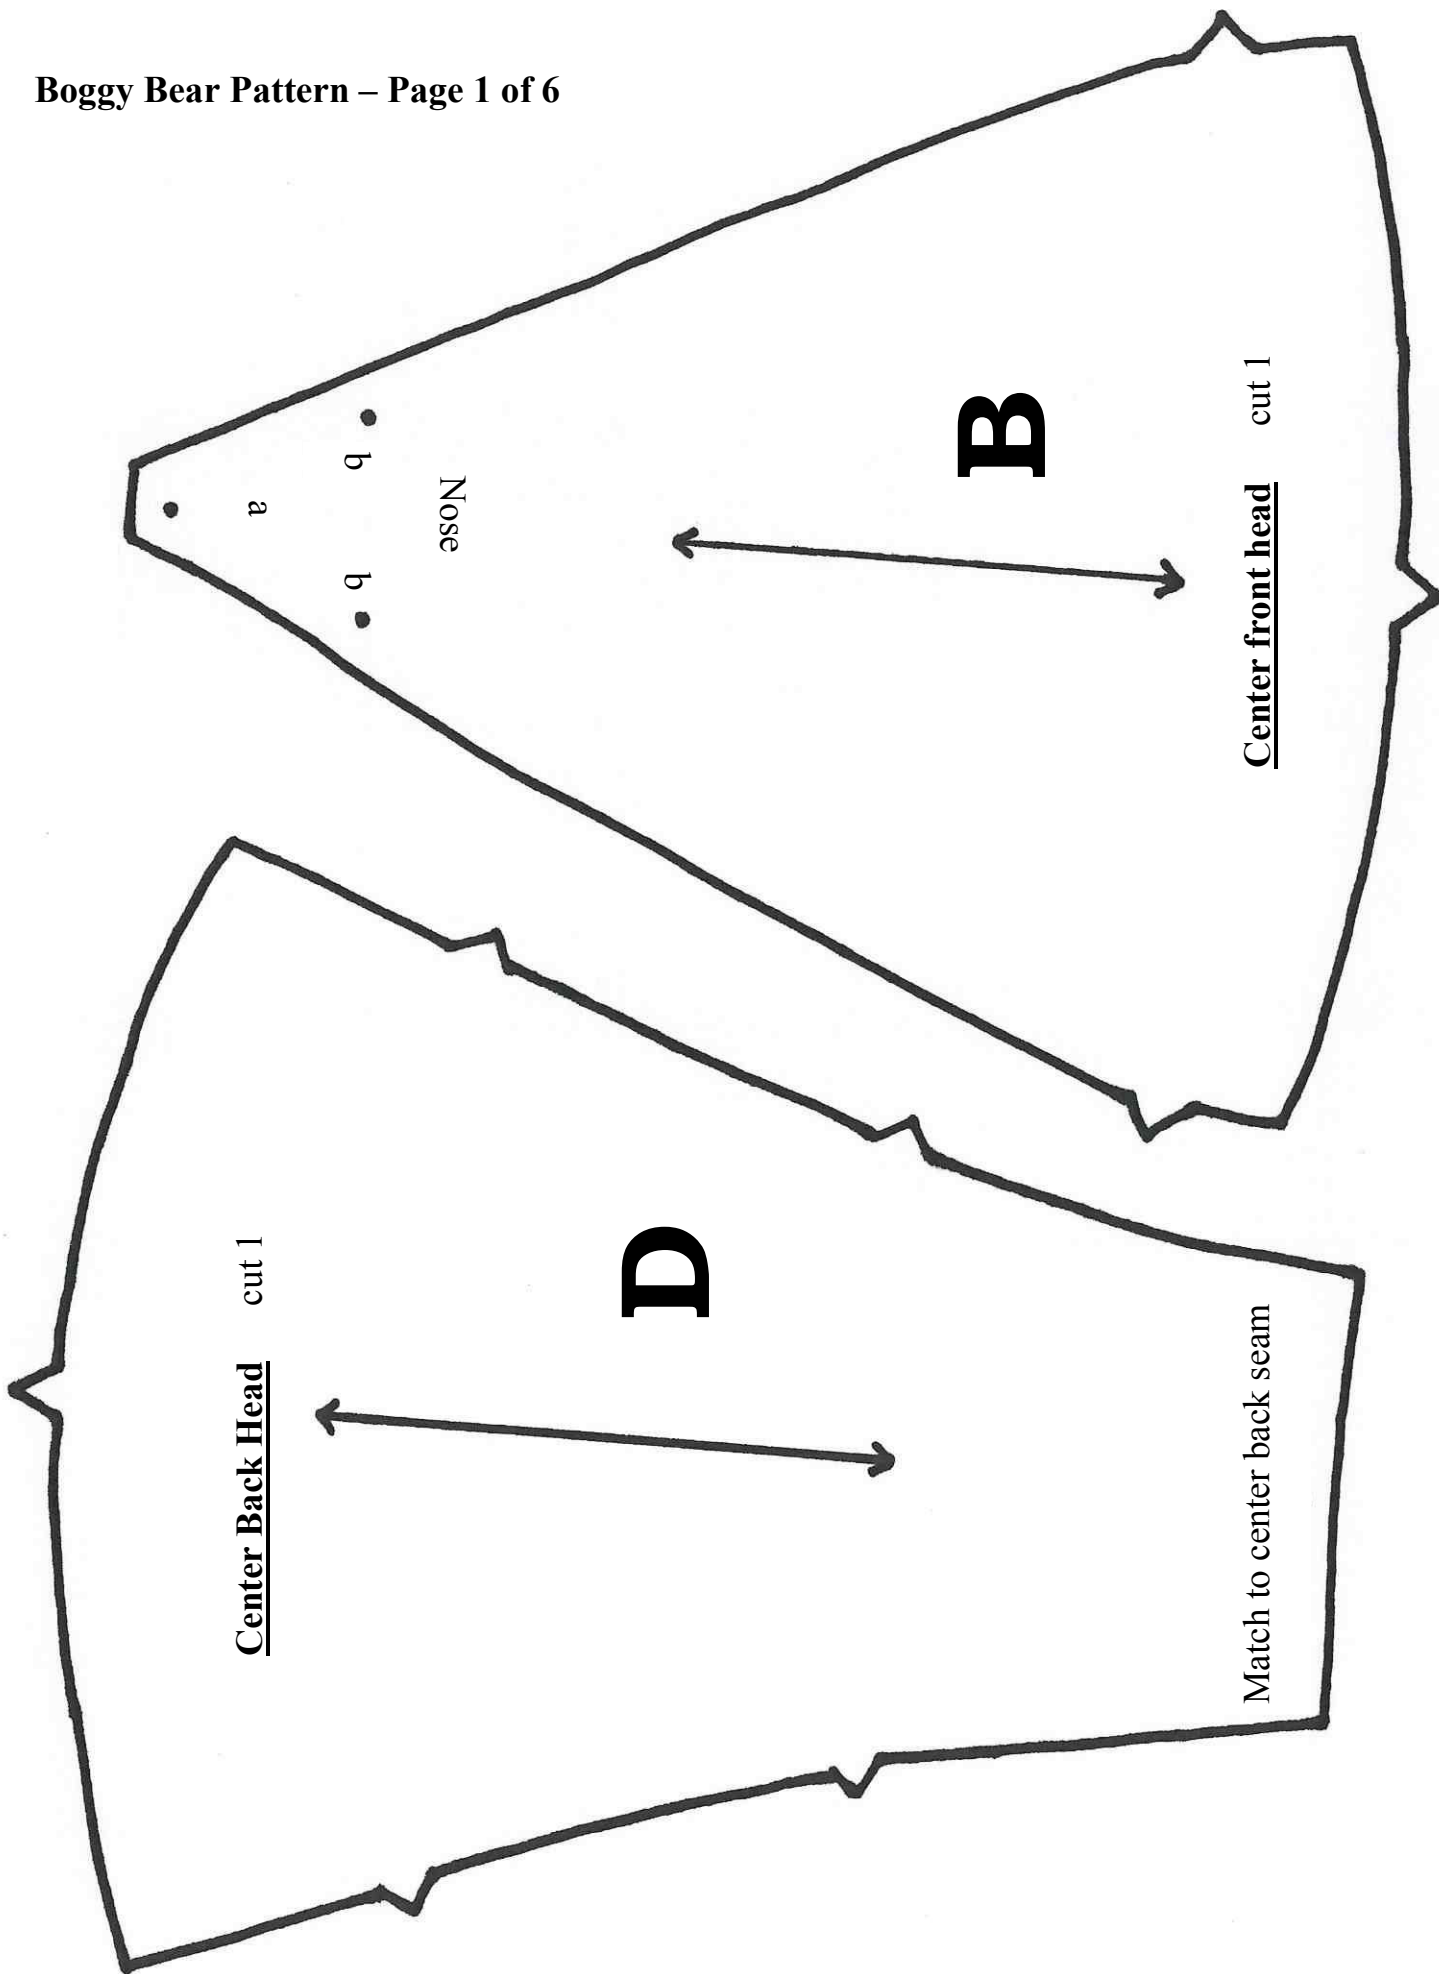 Boggy Bear Pattern – Page 1 of 6
b
a
b
Nose
B
Center front head cut 1
Center Back Head cut 1
D
Match to center back seam